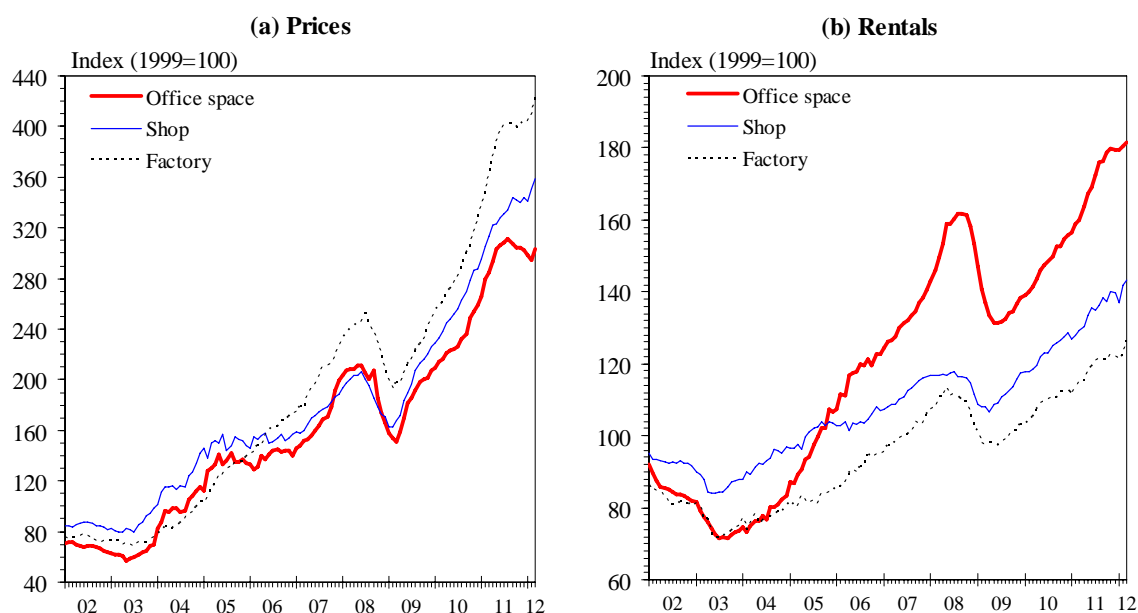 (a) Prices
Index (1999=100)
440
400
360
320
280
240
200
160
120
80
40
Office space
Shop
Factory
02 03 04 05 06 07 08 09 10 11 12
(b) Rentals
Index (1999=100)
200
180
160
140
120
100
80
60
Office space
Shop
Factory
02 03 04 05 06 07 08 09 10 11 12